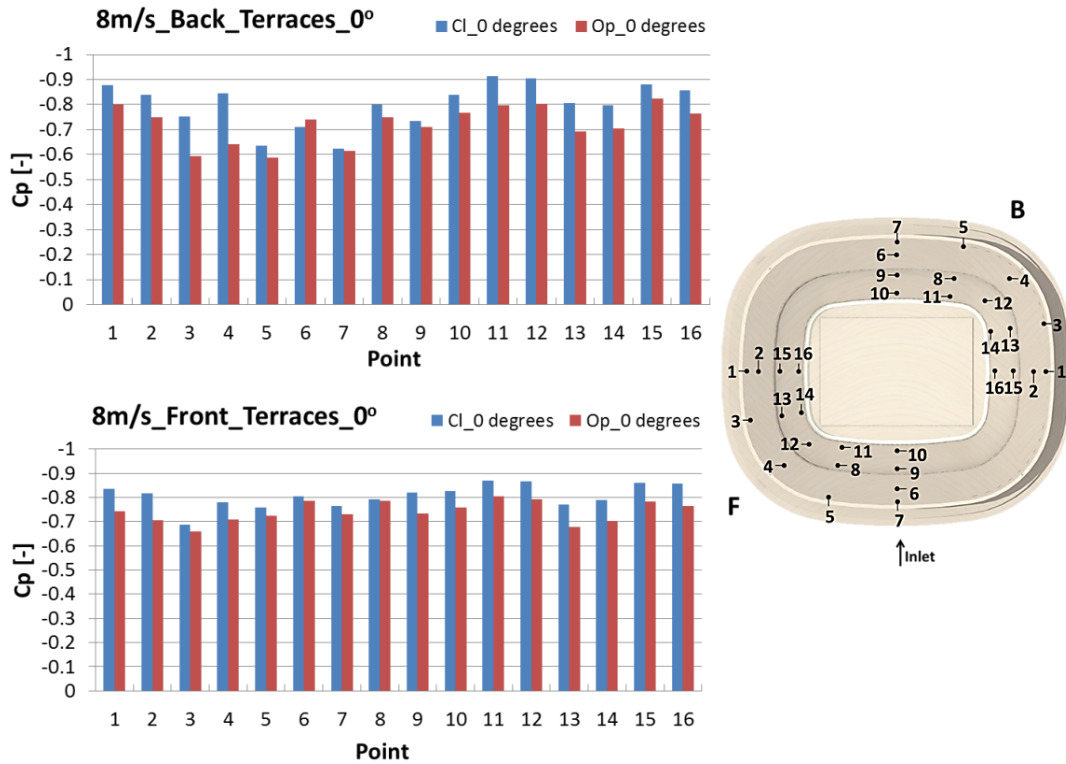 8m/s_Back_Terraces_0º
Cl_0 degrees Op_0 degrees
-1
-0.9
-0.8
-0.7
-0.6
-0.5
-0.4
-0.3
-0.2
-0.1
0
Cp [-]
1 2 3 4 5 6 7 8 9 10 11 12 13 14 15 16
Point
8m/s_Front_Terraces_0º
Cl_0 degrees Op_0 degrees
-1
-0.9
-0.8
-0.7
-0.6
-0.5
-0.4
-0.3
-0.2
-0.1
0
Cp [-]
1 2 3 4 5 6 7 8 9 10 11 12 13 14 15 16
Point
B
7 5
6
9 8 4
10 11 12
3
14 13
1 2 15 16 16 15 2 1
13 14
3
12 11 10
4 8 9
6
F 5 7
Inlet